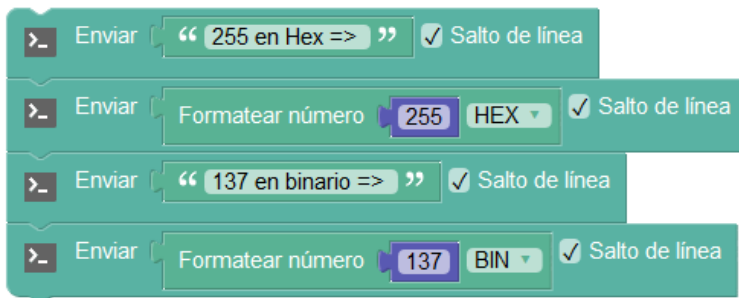 >_ Enviar “ 255 en Hex => ” ✓ Salto de línea
>_ Enviar Formatear número 255 HEX ▼ ✓ Salto de línea
>_ Enviar “ 137 en binario => ” ✓ Salto de línea
>_ Enviar Formatear número 137 BIN ▼ ✓ Salto de línea